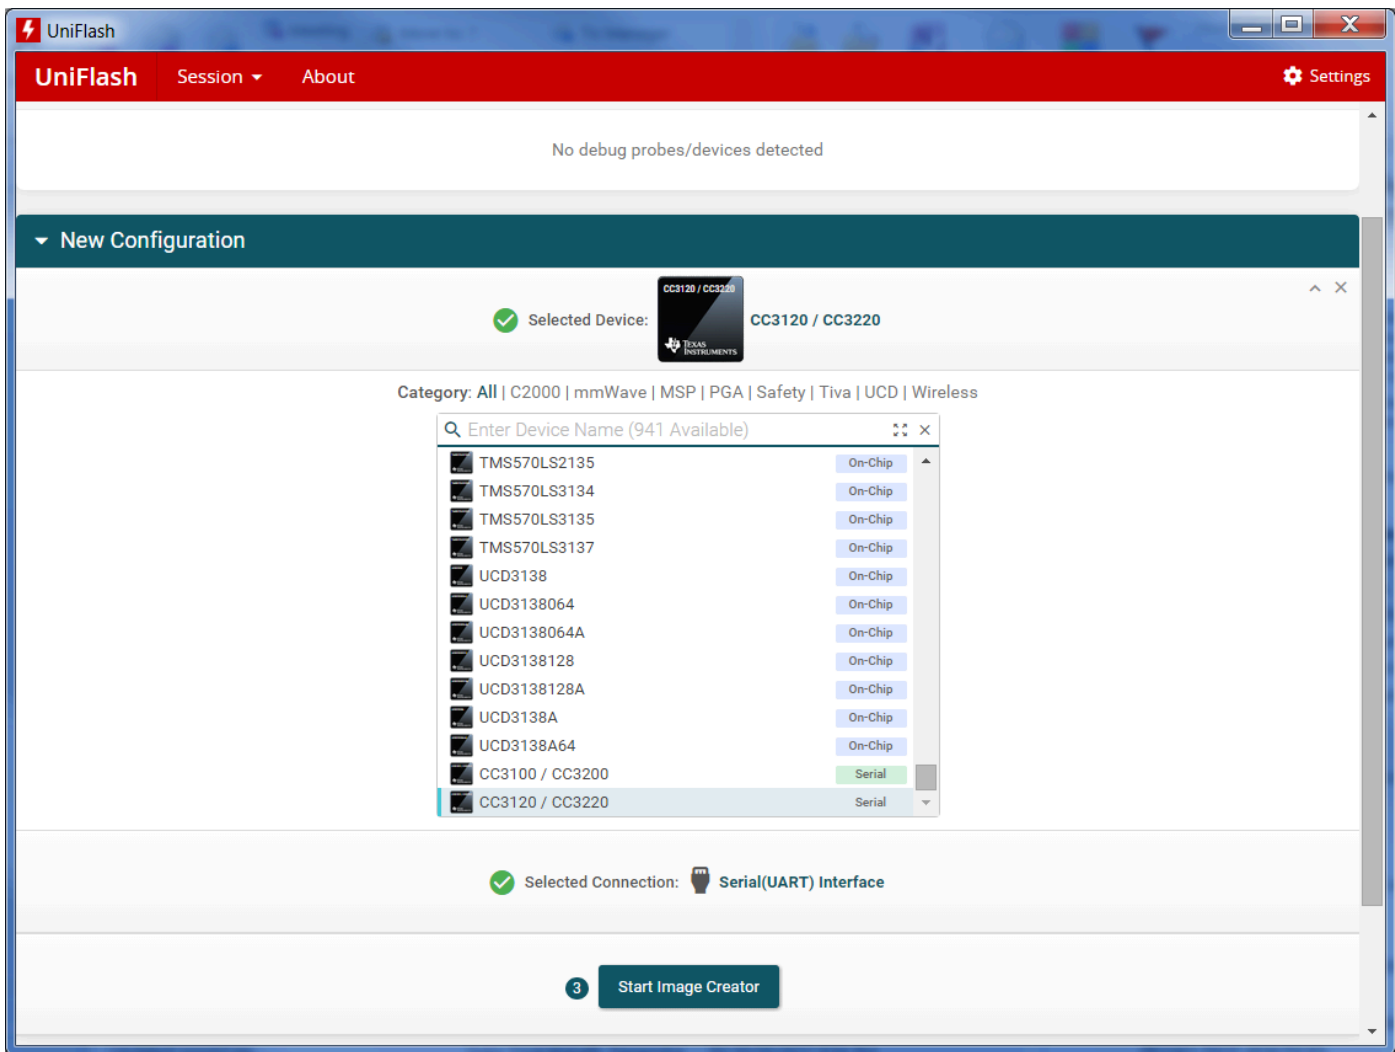 UniFlash
UniFlash Session About Settings
No debug probes/devices detected
New Configuration
Selected Device: CC3120 / CC3220 TEXAS INSTRUMENTS CC3120 / CC3220
Category: All | C2000 | mmWave | MSP | PGA | Safety | Tiva | UCD | Wireless
Enter Device Name (941 Available)
TMS570LS2135 On-Chip
TMS570LS3134 On-Chip
TMS570LS3135 On-Chip
TMS570LS3137 On-Chip
UCD3138 On-Chip
UCD3138064 On-Chip
UCD3138064A On-Chip
UCD3138128 On-Chip
UCD3138128A On-Chip
UCD3138A On-Chip
UCD3138A64 On-Chip
CC3100 / CC3200 Serial
CC3120 / CC3220 Serial
Selected Connection: Serial(UART) Interface
3 Start Image Creator